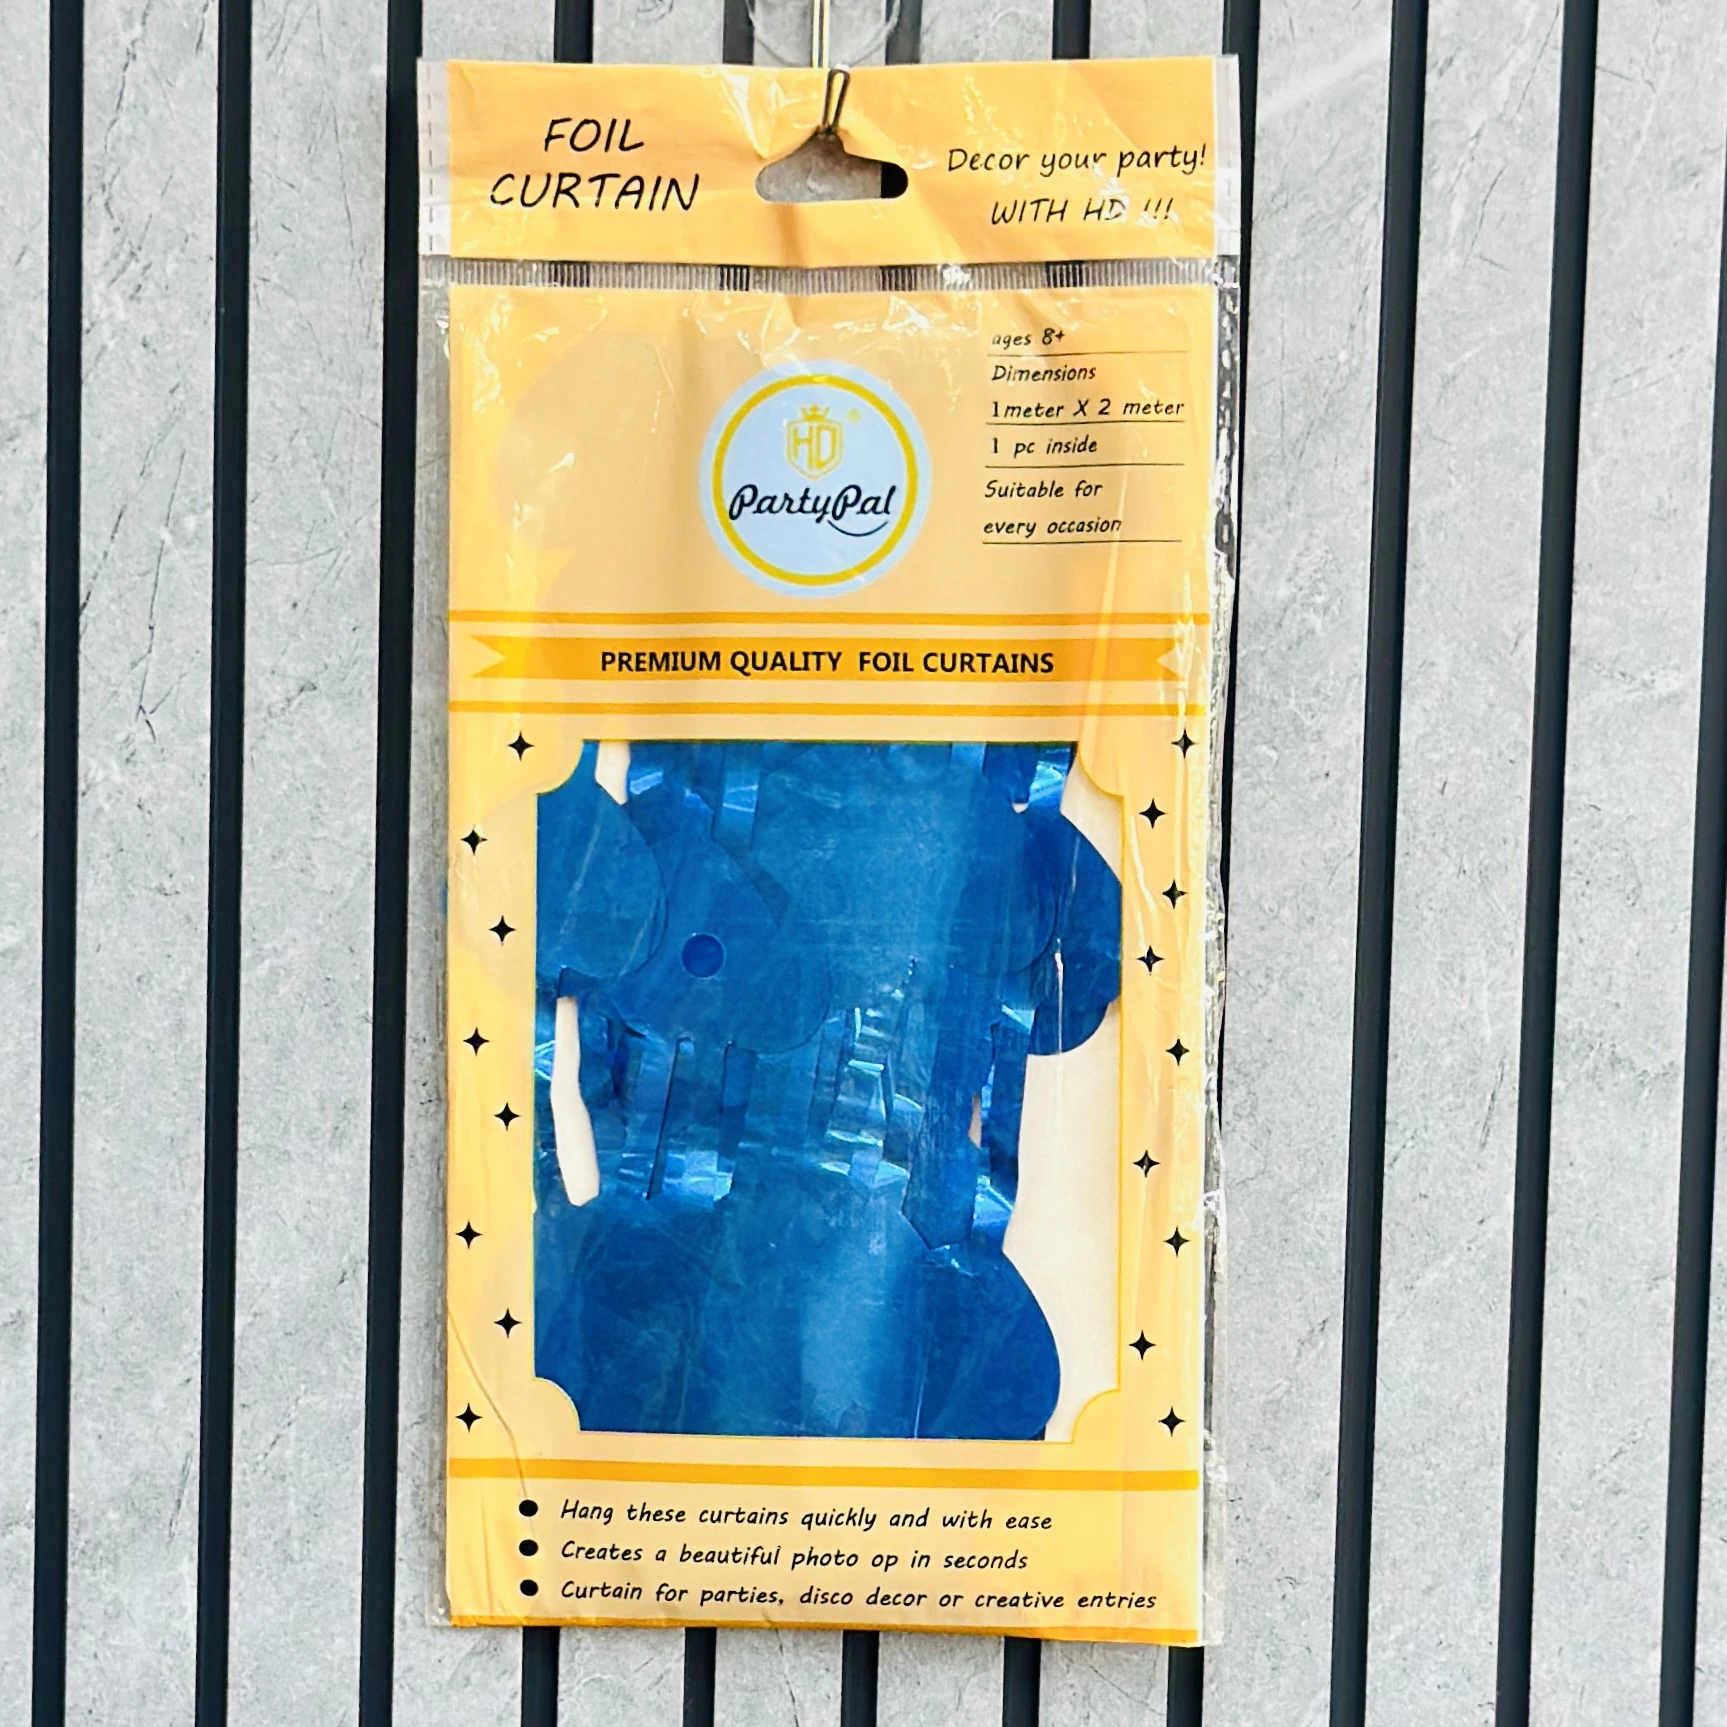 FOIL
CURTAIN
Decor your party!
WITH HD !!!
ages 8+
Dimensions
1meter X 2 meter
1 pc inside
Suitable for
every occasion
HD ®
PartyPal
PREMIUM QUALITY FOIL CURTAINS
● Hang these curtains quickly and with ease
● Creates a beautiful photo op in seconds
● Curtain for parties, disco decor or creative entries